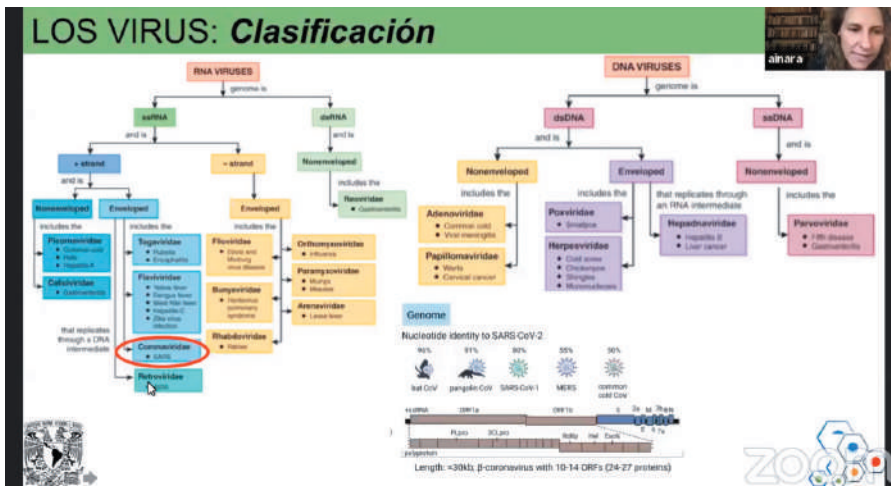 LOS VIRUS: Clasificación
ainara
RNA VIRUSES
genome is
ssRNA
dsRNA
and is
and is
+ strand
– strand
Nonenveloped
and is
includes the
Reoviridae
Gastroenteritis
Nonenveloped
Enveloped
Enveloped
includes the
includes the
includes the
Picornaviridae
Common cold
Polio
Hepatitis A
Caliciviridae
Gastroenteritis
Togaviridae
Rubella
Encephalitis
Flaviviridae
Yellow fever
Dengue fever
West Nile fever
Hepatitis C
Zika virus
infection
that replicates
through a DNA
intermediate
Coronaviridae
SARS
Retroviridae
Filoviridae
Ebola and
Marburg
virus disease
Bunyaviridae
Hantavirus
pulmonary
syndrome
Rhabdoviridae
Rabies
Orthomyxoviridae
Influenza
Paramyxoviridae
Mumps
Measles
Arenaviridae
Lassa fever
DNA VIRUSES
genome is
dsDNA
ssDNA
and is
and is
Nonenveloped
Enveloped
Nonenveloped
includes the
includes the
that replicates through
an RNA intermediate
includes the
Adenoviridae
Common cold
Viral meningitis
Papillomaviridae
Warts
Cervical cancer
Poxviridae
Smallpox
Herpesviridae
Cold sores
Chickenpox
Shingles
Mononucleosis
Hepadnaviridae
Hepatitis B
Liver cancer
Parvoviridae
Fifth disease
Gastroenteritis
Genome
Nucleotide identity to SARS-CoV-2
96% 91% 80% 55% 50%
bat CoV pangolin CoV SARS-CoV-1 MERS common
cold CoV
+ssRNA ORF1a ORF1b S 3a M 7b
E 6 7a
PLpro 3CLpro RdRp Hel ExoN
polyprotein
Length: ≈30kb; β-coronavirus with 10-14 ORFs (24-27 proteins)
zoom